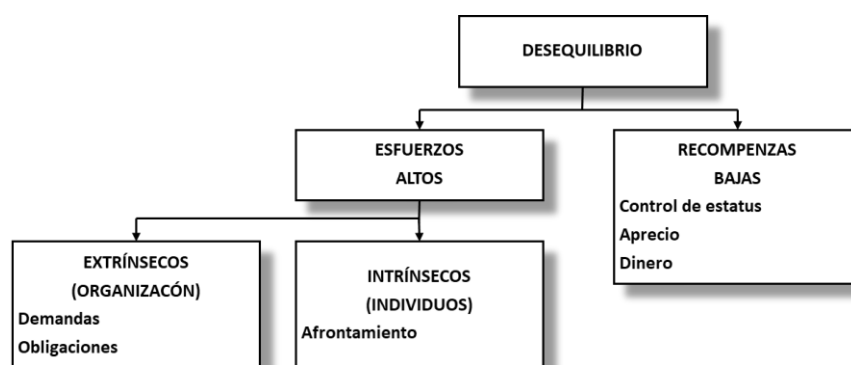 DESEQUILIBRIO
ESFUERZOS
ALTOS
RECOMPENZAS
BAJAS
Control de estatus
Aprecio
Dinero
EXTRÍNSECOS
(ORGANIZACÓN)
Demandas
Obligaciones
INTRÍNSECOS
(INDIVIDUOS)
Afrontamiento